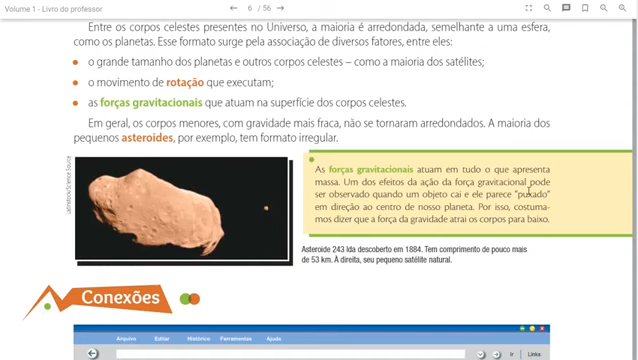 Volume 1 - Livro do professor
6 / 56
Entre os corpos celestes presentes no Universo, a maioria é arredondada, semelhante a uma esfera,
como os planetas. Esse formato surge pela associação de diversos fatores, entre eles:
• o grande tamanho dos planetas e outros corpos celestes – como a maioria dos satélites;
• o movimento de rotação que executam;
• as forças gravitacionais que atuam na superfície dos corpos celestes.
Em geral, os corpos menores, com gravidade mais fraca, não se tornaram arredondados. A maioria dos
pequenos asteroides, por exemplo, tem formato irregular.
Latinstock/Science Source
As forças gravitacionais atuam em tudo o que apresenta
massa. Um dos efeitos da ação da força gravitacional pode
ser observado quando um objeto cai e ele parece “puxado”
em direção ao centro de nosso planeta. Por isso, costuma-
mos dizer que a força da gravidade atrai os corpos para baixo.
Asteroide 243 Ida descoberto em 1884. Tem comprimento de pouco mais
de 53 km. À direita, seu pequeno satélite natural.
Conexões
Arquivo Editar Histórico Ferramentas Ajuda
Ir Links